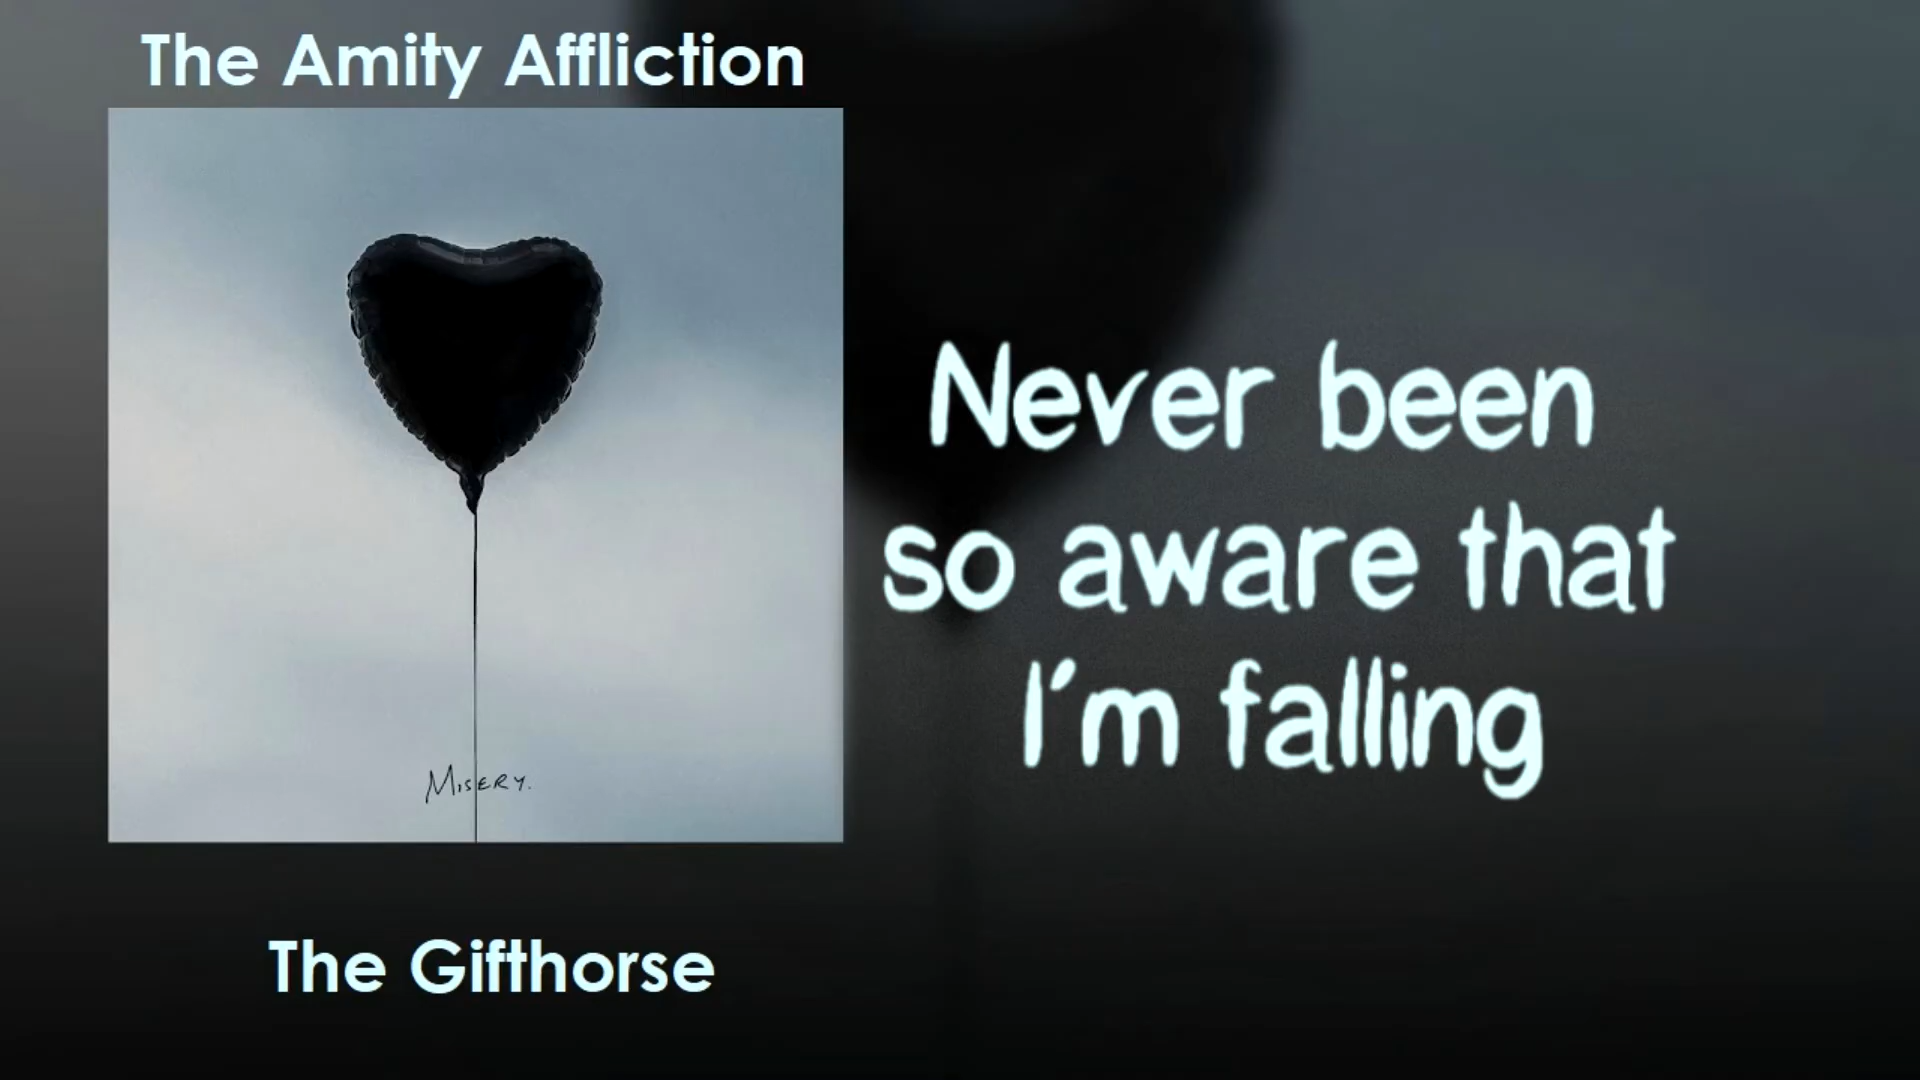 The Amity Affliction
Misery.
The Gifthorse
Never been
so aware that
I'm falling